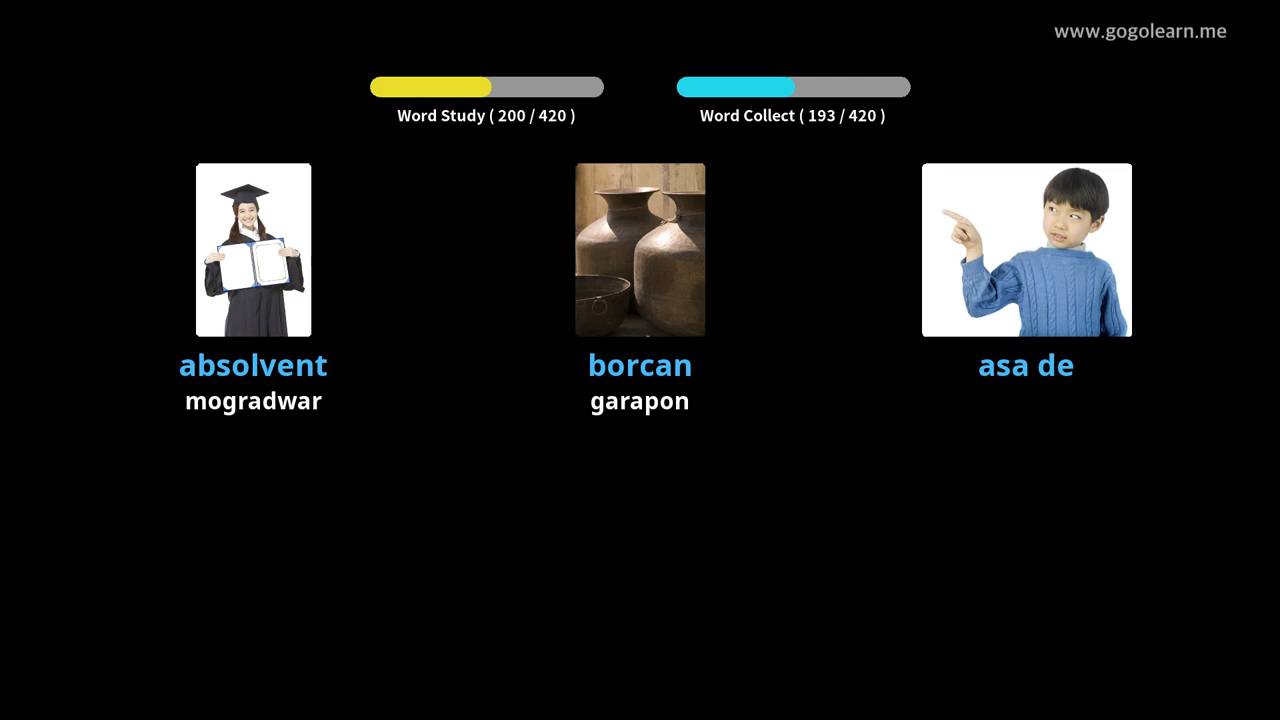 www.gogolearn.me
Word Study ( 200 / 420 )
Word Collect ( 193 / 420 )
absolvent
mogradwar
borcan
garapon
asa de